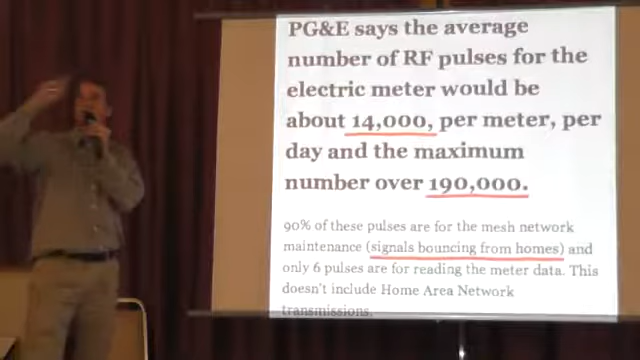 PG&E says the average
number of RF pulses for the
electric meter would be
about 14,000, per meter, per
day and the maximum
number over 190,000.
90% of these pulses are for the mesh network
maintenance (signals bouncing from homes) and
only 6 pulses are for reading the meter data. This
doesn't include Home Area Network
transmissions.